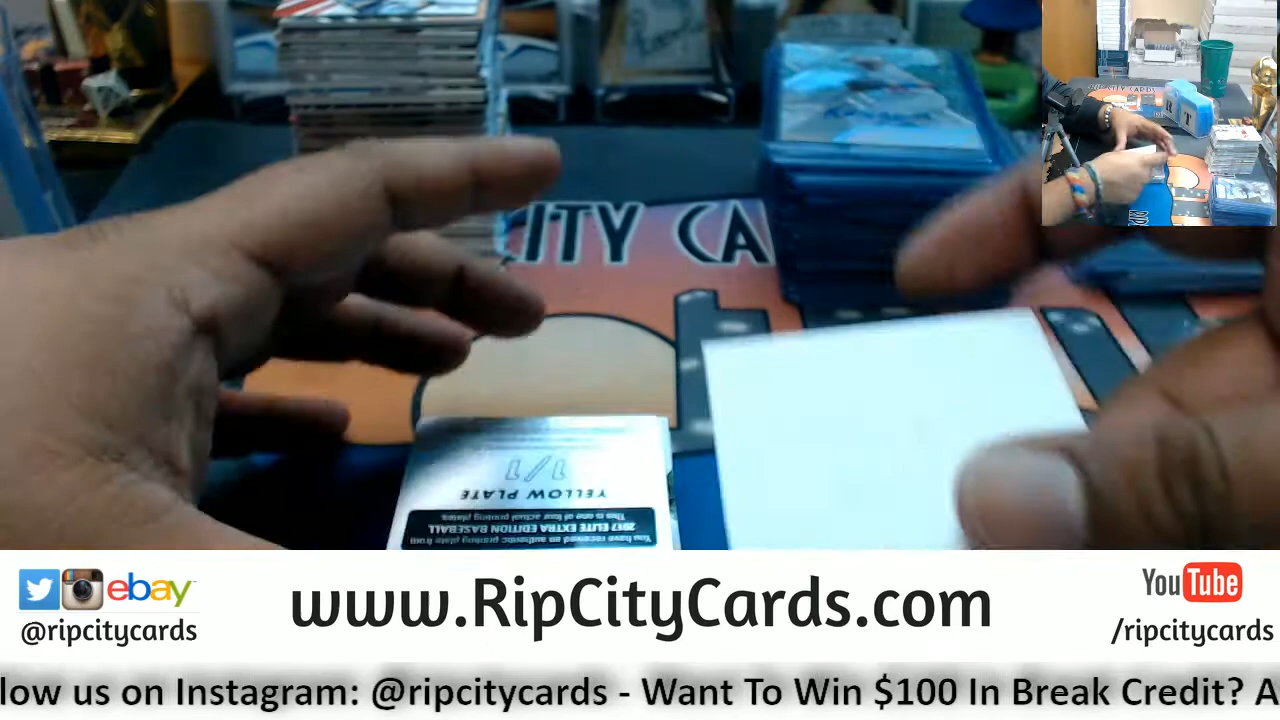 CITY CA
1/1
YELLOW PLATE
2017 ELITE EXTRA EDITION BASEBALL
This is one of four actual printing plates.
You have received an authentic printing plate from
ebay
@ripcitycards
www.RipCityCards.com
YouTube
/ripcitycards
low us on Instagram: @ripcitycards - Want To Win $100 In Break Credit? A